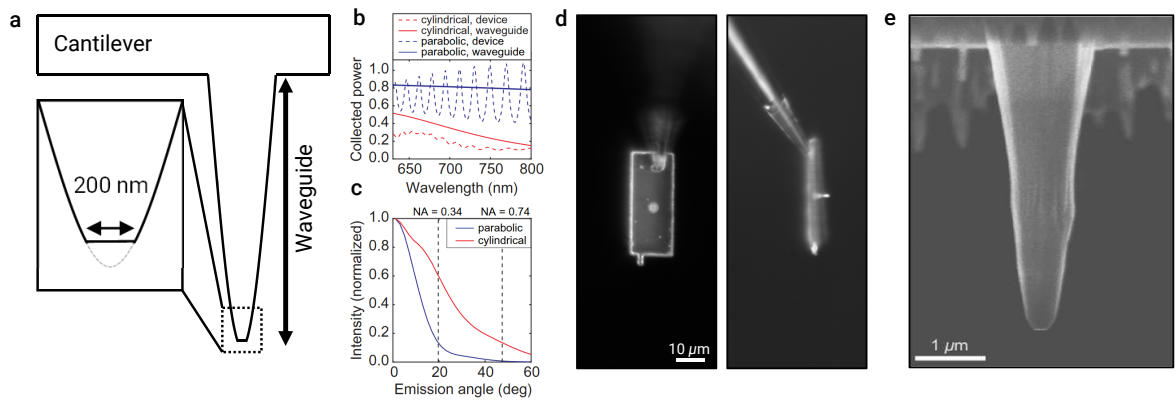 a
Cantilever
200 nm
Waveguide
b
cylindrical, device
cylindrical, waveguide
parabolic, device
parabolic, waveguide
1.0
0.8
0.6
0.4
0.2
0.0
Collected power
650 700 750 800
Wavelength (nm)
c
NA = 0.34 NA = 0.74
parabolic
cylindrical
1.0
0.8
0.6
0.4
0.2
0.0
Intensity (normalized)
0 20 40 60
Emission angle (deg)
d
10 µm
e
1 µm